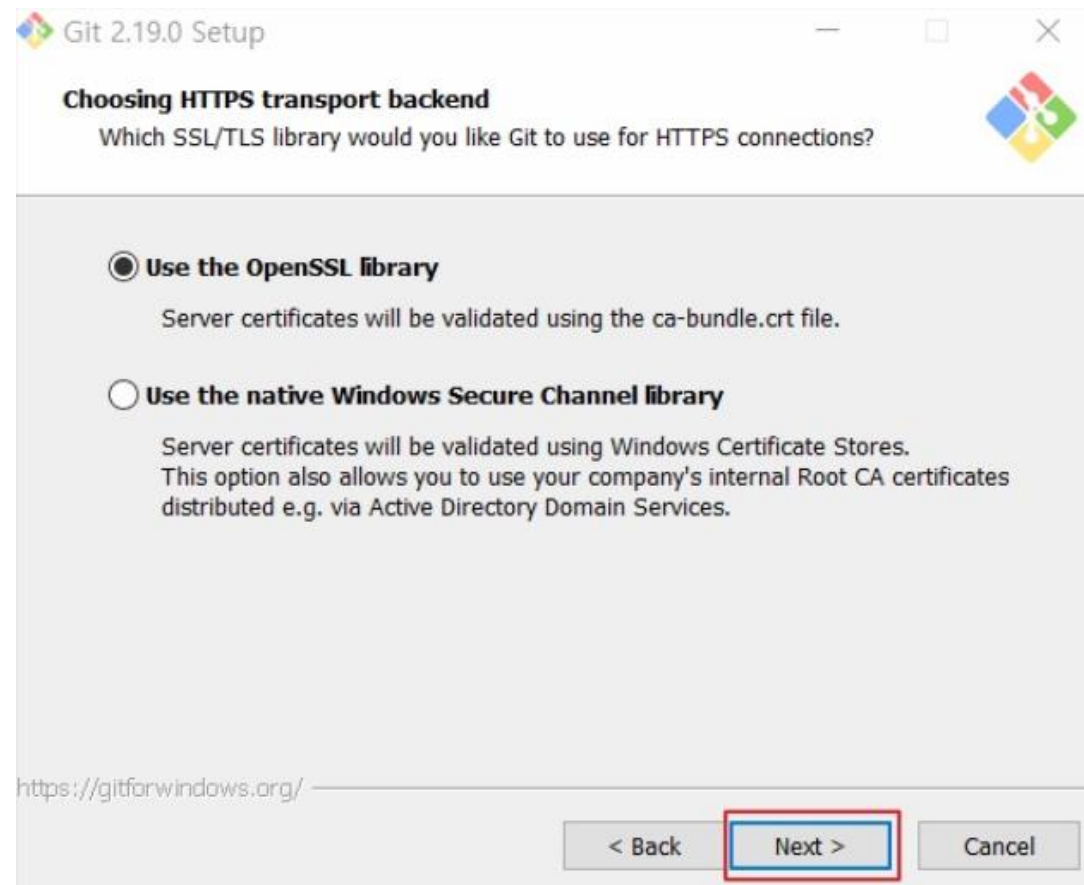 Git 2.19.0 Setup
Choosing HTTPS transport backend
Which SSL/TLS library would you like Git to use for HTTPS connections?
Use the OpenSSL library
Server certificates will be validated using the ca-bundle.crt file.
Use the native Windows Secure Channel library
Server certificates will be validated using Windows Certificate Stores.
This option also allows you to use your company's internal Root CA certificates
distributed e.g. via Active Directory Domain Services.
https://gitforwindows.org/
< Back Next > Cancel